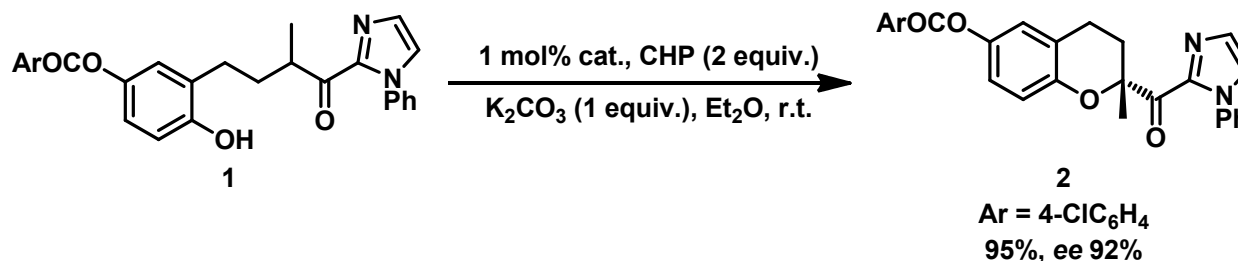 ArOCO
OH
O
N
N
Ph
1
1 mol% cat., CHP (2 equiv.)
K₂CO₃ (1 equiv.), Et₂O, r.t.
ArOCO
O
O
N
N
Ph
2
Ar = 4-ClC₆H₄
95%, ee 92%